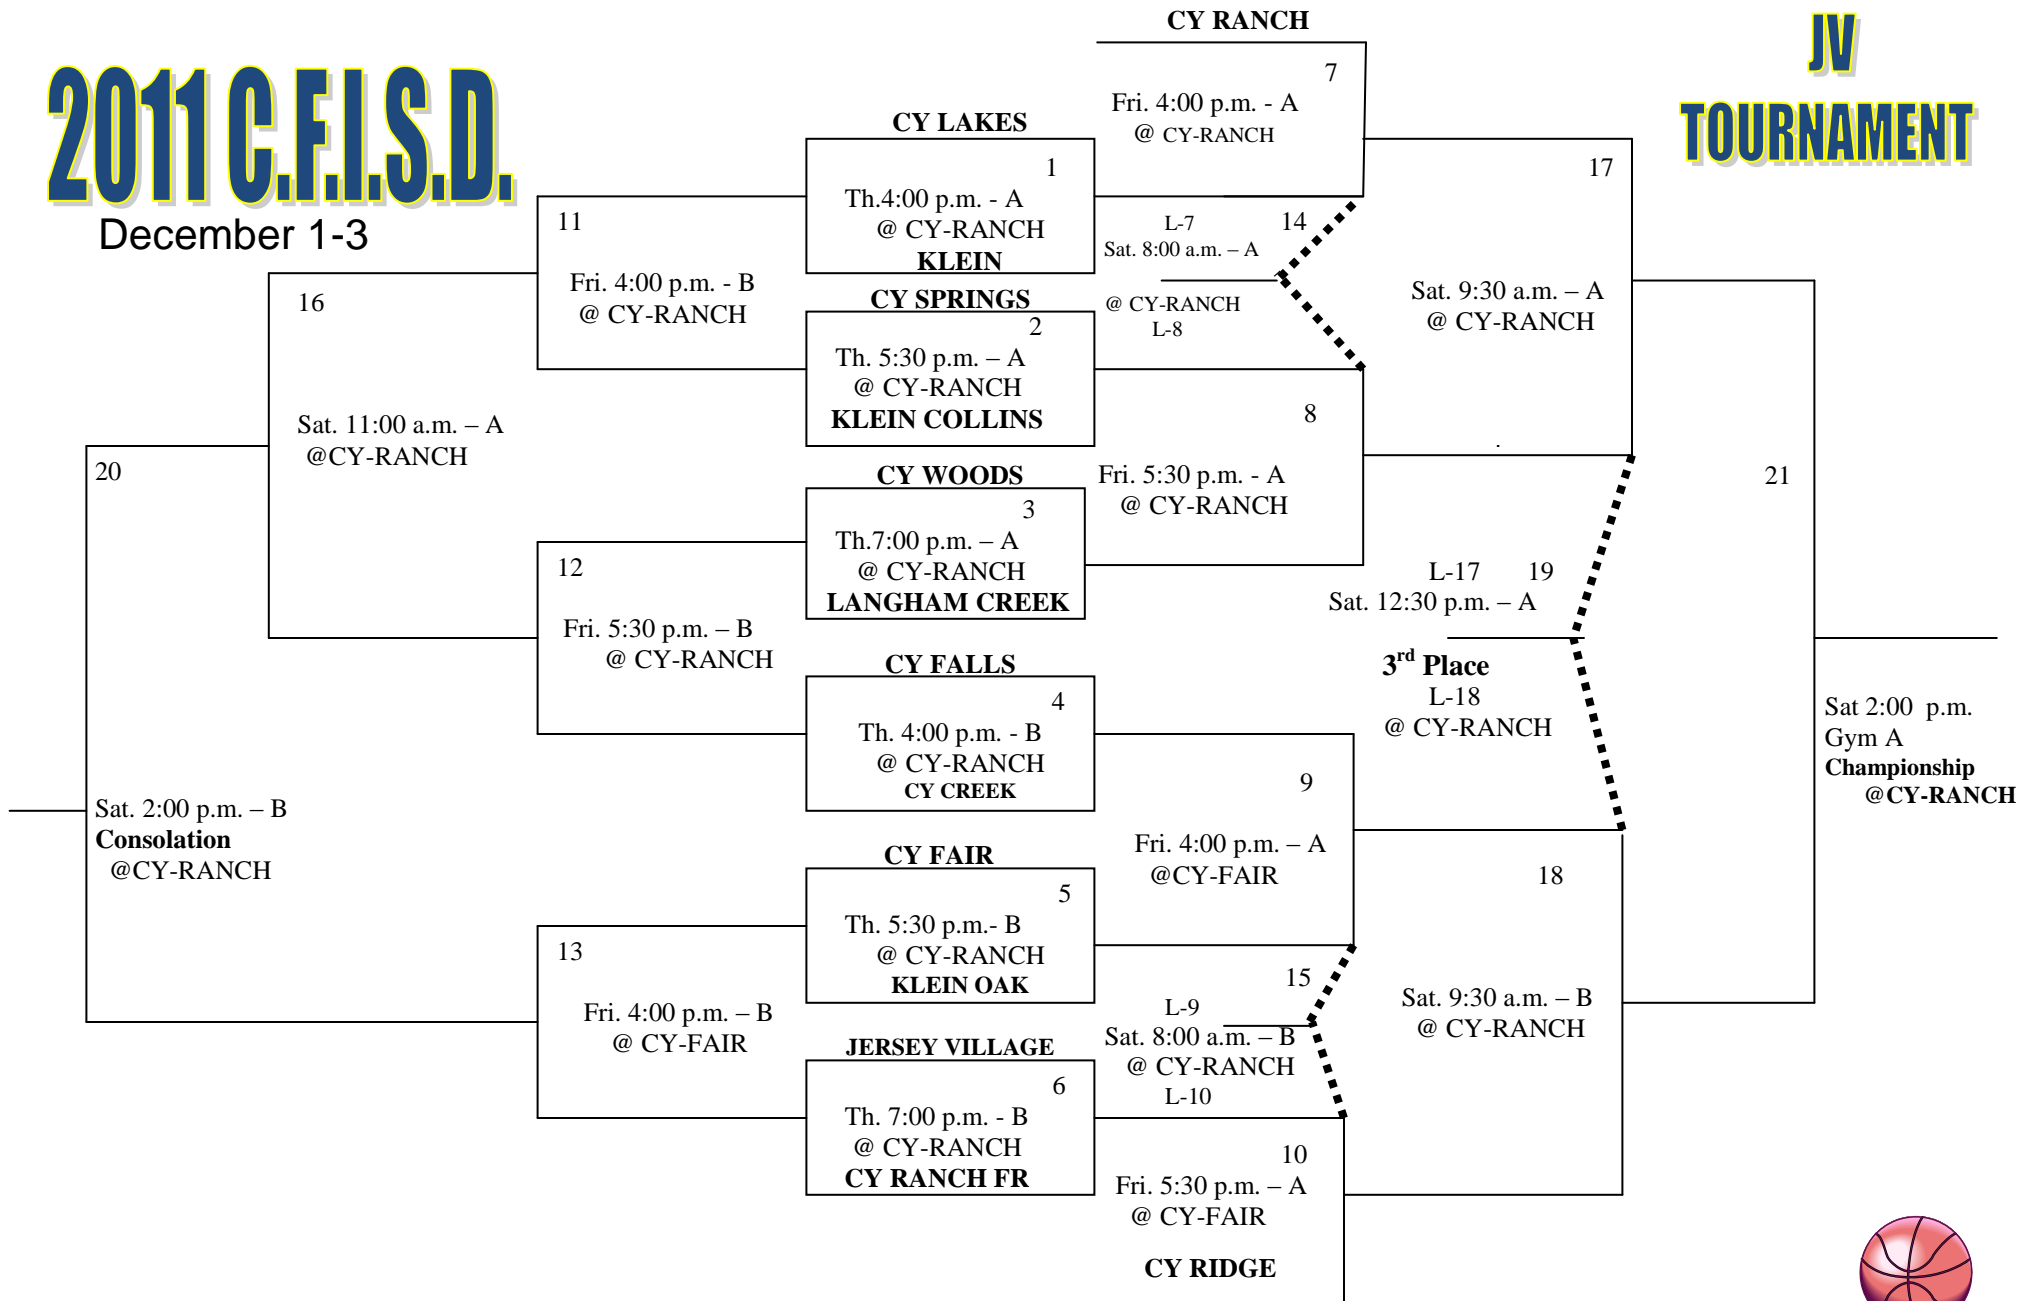 2011 C.F.I.S.D.
December 1-3
JV
TOURNAMENT
CY RANCH
7
Fri. 4:00 p.m. - A
@ CY-RANCH
CY LAKES
1
Th.4:00 p.m. - A
@ CY-RANCH
KLEIN
CY SPRINGS
2
Th. 5:30 p.m. – A
@ CY-RANCH
KLEIN COLLINS
CY WOODS
3
Th.7:00 p.m. – A
@ CY-RANCH
LANGHAM CREEK
CY FALLS
4
Th. 4:00 p.m. - B
@ CY-RANCH
CY CREEK
CY FAIR
5
Th. 5:30 p.m.- B
@ CY-RANCH
KLEIN OAK
JERSEY VILLAGE
6
Th. 7:00 p.m. - B
@ CY-RANCH
CY RANCH FR
11
Fri. 4:00 p.m. - B
@ CY-RANCH
12
Fri. 5:30 p.m. – B
@ CY-RANCH
13
Fri. 4:00 p.m. – B
@ CY-FAIR
16
Sat. 11:00 a.m. – A
@CY-RANCH
20
Sat. 2:00 p.m. – B
Consolation
@CY-RANCH
L-7 14
Sat. 8:00 a.m. – A
@ CY-RANCH
L-8
8
Fri. 5:30 p.m. - A
@ CY-RANCH
9
Fri. 4:00 p.m. – A
@CY-FAIR
15
L-9
Sat. 8:00 a.m. – B
@ CY-RANCH
L-10
10
Fri. 5:30 p.m. – A
@ CY-FAIR
CY RIDGE
17
Sat. 9:30 a.m. – A
@ CY-RANCH
.
L-17 19
Sat. 12:30 p.m. – A
3rd Place
L-18
@ CY-RANCH
18
Sat. 9:30 a.m. – B
@ CY-RANCH
21
Sat 2:00 p.m.
Gym A
Championship
@CY-RANCH